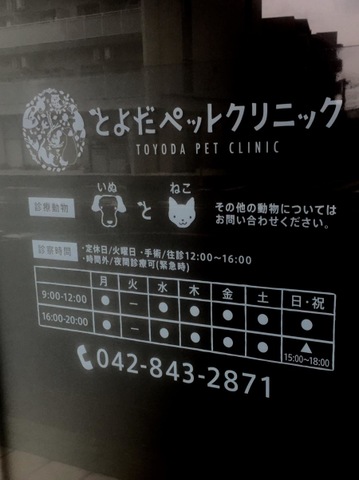 とよだペットクリニック
TOYODA PET CLINIC
診療動物 いぬ と ねこ その他の動物については
お問い合わせください。
診察時間 ・定休日/火曜日 ・手術/往診12:00〜16:00
・時間外/夜間診療可(緊急時)
月 火 水 木 金 土 日・祝
9:00-12:00 ● ー ● ● ● ● ●
16:00-20:00 ● ー ● ● ● ● ▲
15:00〜18:00
042-843-2871